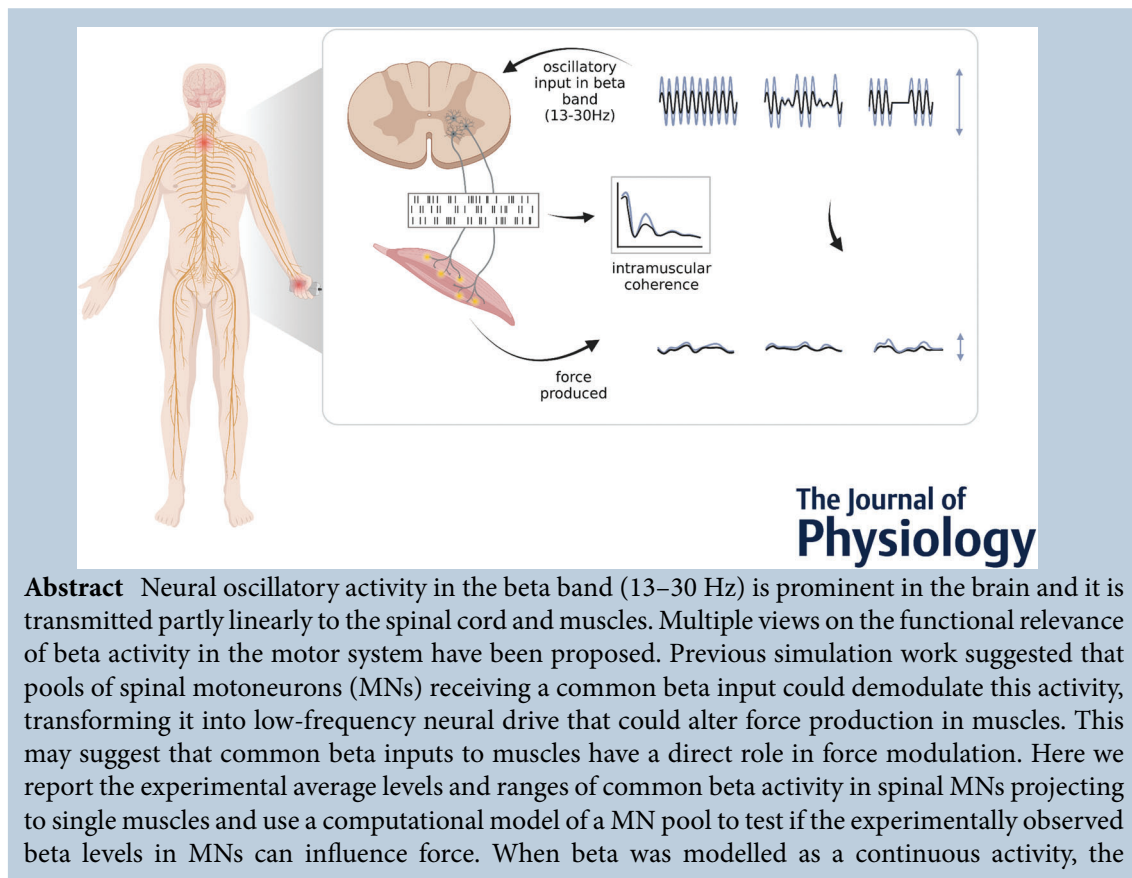 oscillatory
input in beta
band
(13-30Hz)
intramuscular
coherence
force
produced
The Journal of
Physiology
Abstract Neural oscillatory activity in the beta band (13–30 Hz) is prominent in the brain and it is
transmitted partly linearly to the spinal cord and muscles. Multiple views on the functional relevance
of beta activity in the motor system have been proposed. Previous simulation work suggested that
pools of spinal motoneurons (MNs) receiving a common beta input could demodulate this activity,
transforming it into low-frequency neural drive that could alter force production in muscles. This
may suggest that common beta inputs to muscles have a direct role in force modulation. Here we
report the experimental average levels and ranges of common beta activity in spinal MNs projecting
to single muscles and use a computational model of a MN pool to test if the experimentally observed
beta levels in MNs can influence force. When beta was modelled as a continuous activity, the